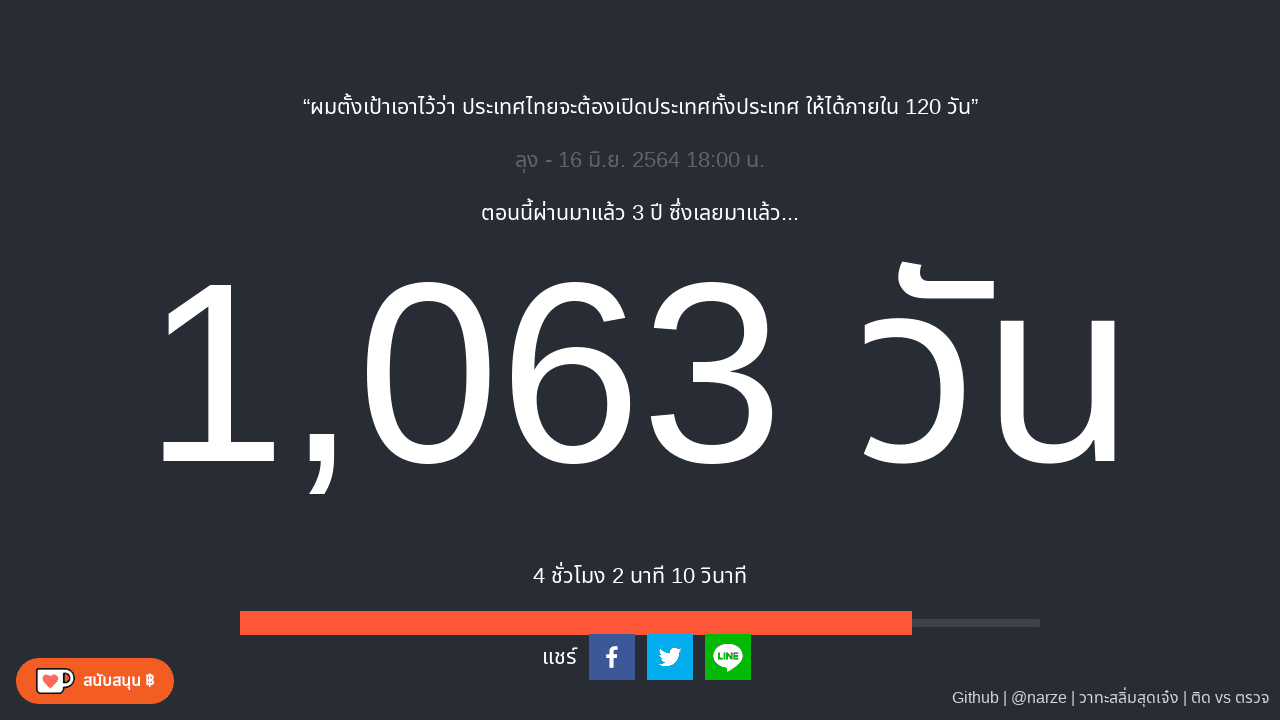 “ผมตั้งเป้าเอาไว้ว่า ประเทศไทยจะต้องเปิดประเทศทั้งประเทศ ให้ได้ภายใน 120 วัน”
ลุง - 16 มิ.ย. 2564 18:00 น.
ตอนนี้ผ่านมาแล้ว 3 ปี ซึ่งเลยมาแล้ว...
1,063 วัน
4 ชั่วโมง 2 นาที 10 วินาที
แชร์
LINE
สนับสนุน ฿
Github | @narze | วาทะสลิ่มสุดเจ๋ง | ติด vs ตรวจ